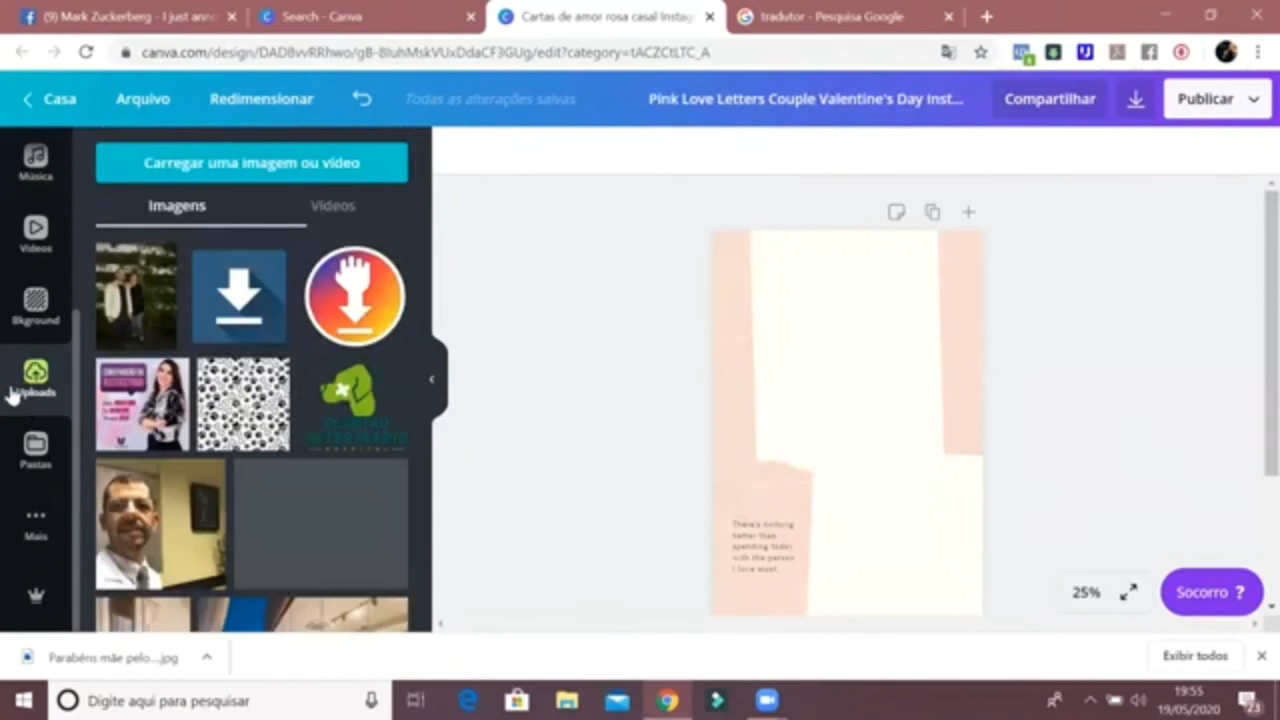 (9) Mark Zuckerberg - I just anno
Search - Canva
Cartas de amor rosa casal Instag
tradutor - Pesquisa Google
canva.com/design/DAD8vvRRhwo/gB-BluhMskVUxDdaCF3GUg/edit?category=tACZCtLTC_A
Casa
Arquivo
Redimensionar
Todas as alterações salvas
Pink Love Letters Couple Valentine's Day Inst...
Compartilhar
Publicar
Música
Vídeos
Bkground
Uploads
Pastas
Mais
Carregar uma imagem ou vídeo
Imagens
Vídeos
There's nothing
better than
spending today
with the person
I love most.
25%
Socorro ?
Parabéns mãe pelo....jpg
Exibir todos
Digite aqui para pesquisar
19:55
19/05/2020
23